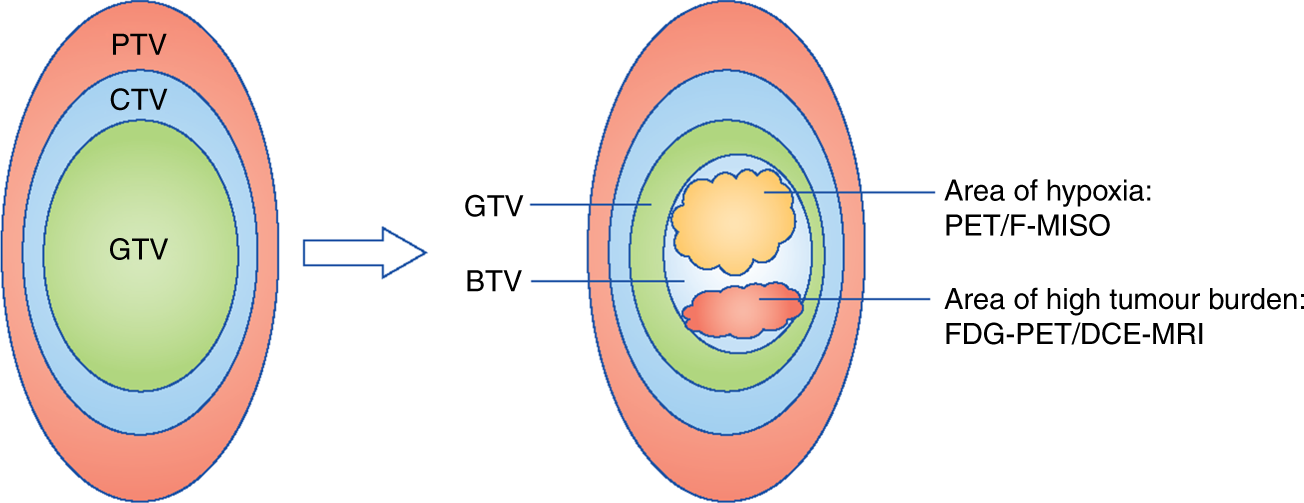 PTV
CTV
GTV
GTV
BTV
Area of hypoxia:
PET/F-MISO
Area of high tumour burden:
FDG-PET/DCE-MRI